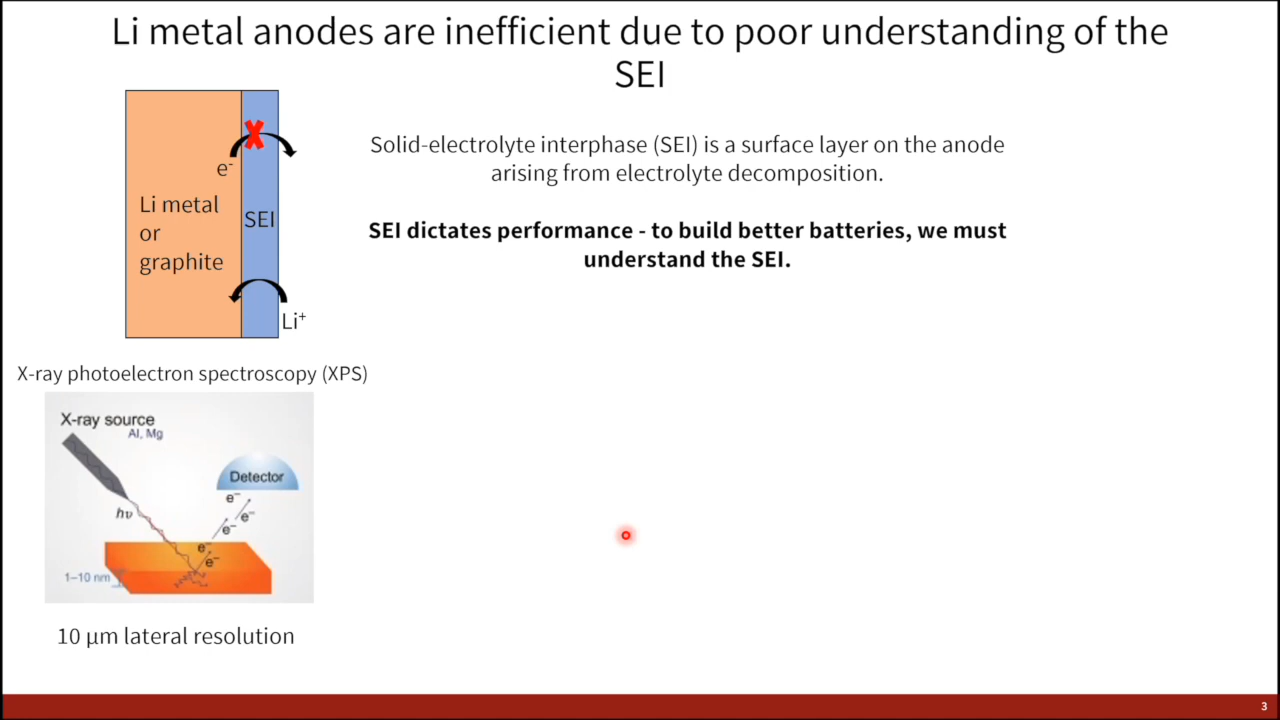 Li metal anodes are inefficient due to poor understanding of the
SEI
e-
Li metal
or
graphite
SEI
Li+
Solid-electrolyte interphase (SEI) is a surface layer on the anode
arising from electrolyte decomposition.
SEI dictates performance - to build better batteries, we must
understand the SEI.
X-ray photoelectron spectroscopy (XPS)
X-ray source
Al, Mg
Detector
hν
e−
e−
e−
e−
e−
1–10 nm
10 µm lateral resolution
3